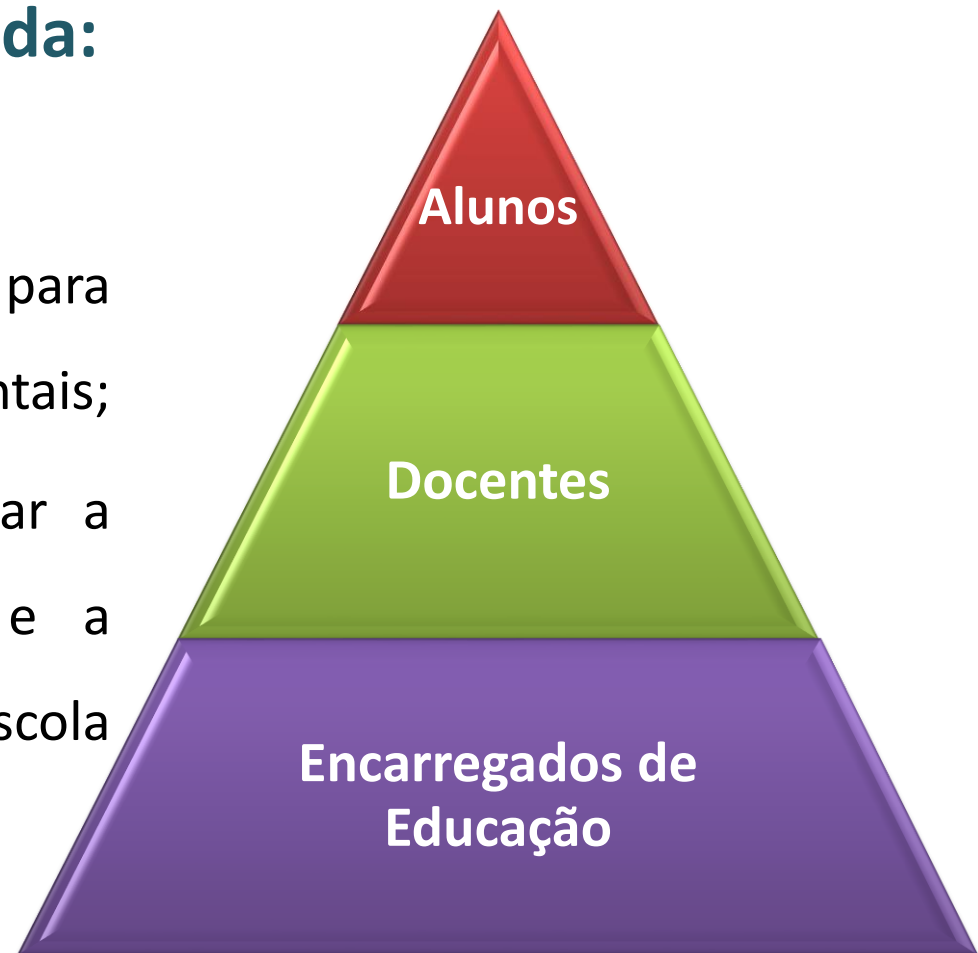 da:
para
ntais;
ar a
e a
scola
Alunos
Docentes
Encarregados de
Educação